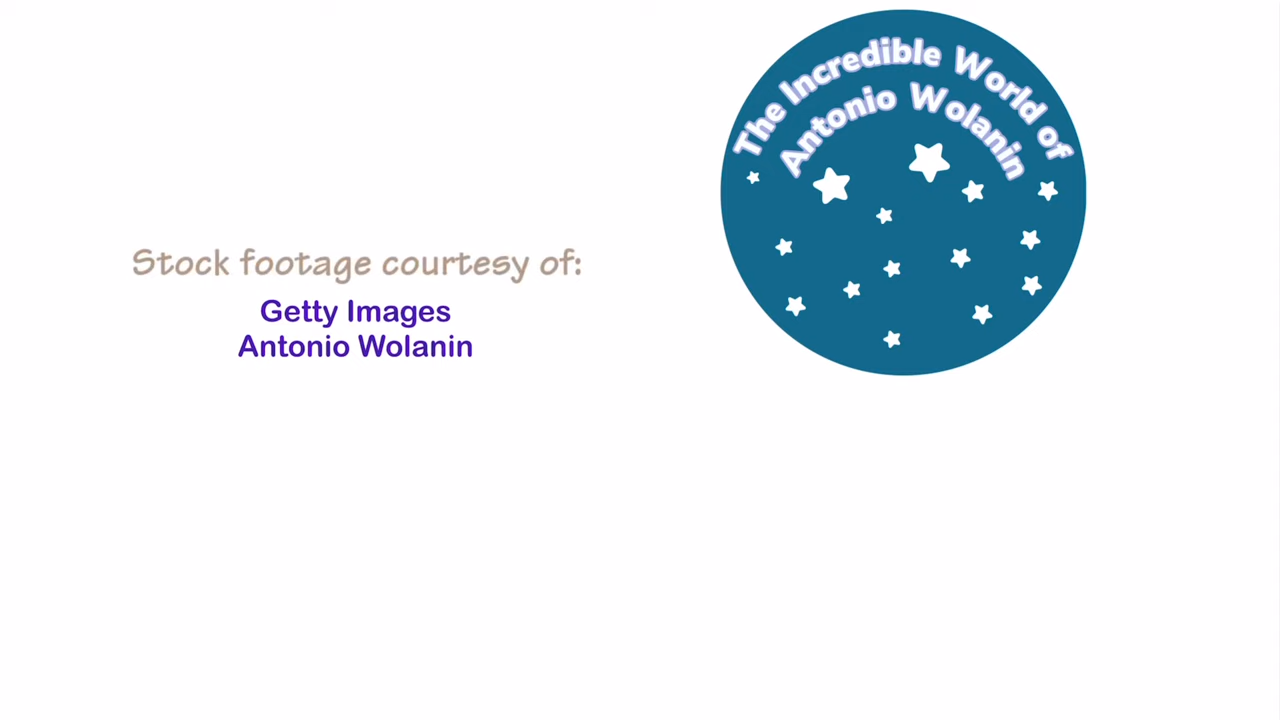 The Incredible World of
Antonio Wolanin
Stock footage courtesy of:
Getty Images
Antonio Wolanin